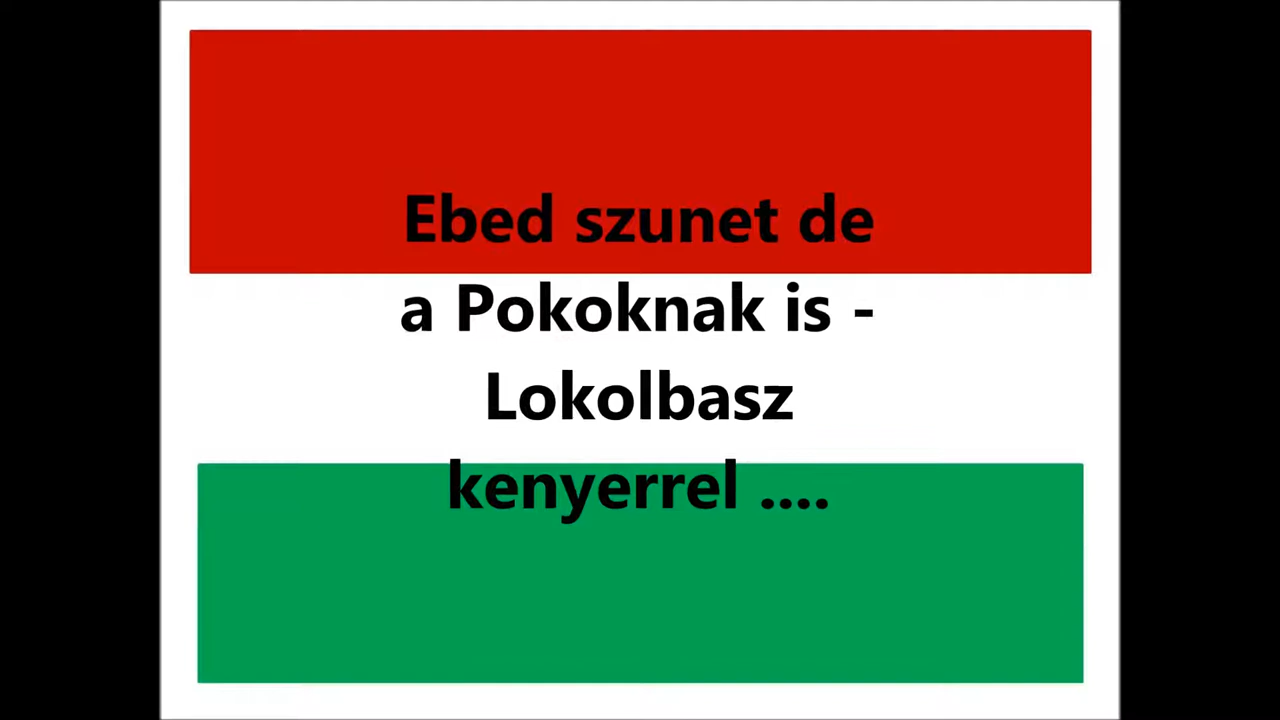 Ebed szunet de
a Pokoknak is -
Lokolbasz
kenyerrel ....